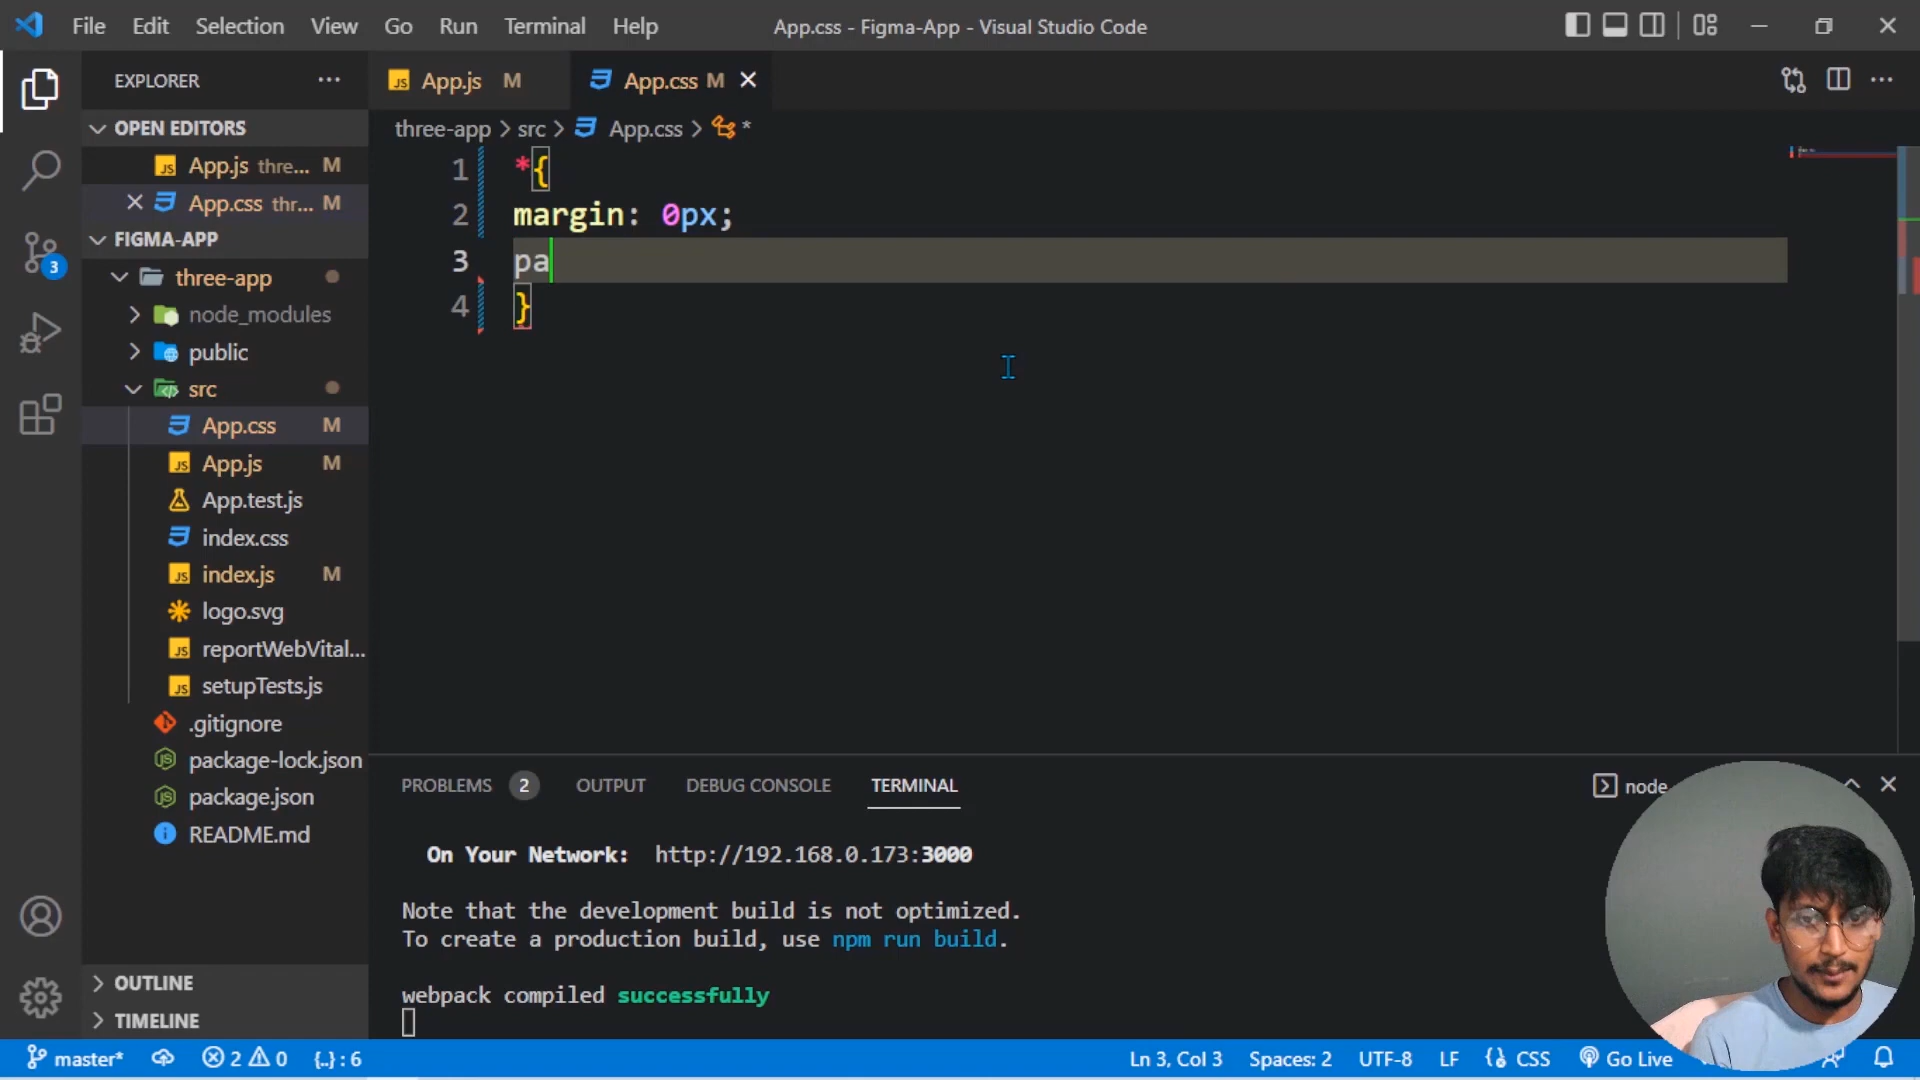 File Edit Selection View Go Run Terminal Help App.css - Figma-App - Visual Studio Code
EXPLORER ···
App.js M App.css M
OPEN EDITORS
three-app > src > App.css > *
App.js thre... M
App.css thr... M
FIGMA-APP
three-app
node_modules
public
src
App.css M
App.js M
App.test.js
index.css
index.js M
logo.svg
reportWebVital...
setupTests.js
.gitignore
package-lock.json
package.json
README.md
OUTLINE
TIMELINE
3
1 *{
2 margin: 0px;
3 pa
4 }
PROBLEMS 2 OUTPUT DEBUG CONSOLE TERMINAL node
On Your Network: http://192.168.0.173:3000
Note that the development build is not optimized.
To create a production build, use npm run build.
webpack compiled successfully
master* 2 0 {..} : 6 Ln 3, Col 3 Spaces: 2 UTF-8 LF CSS Go Live